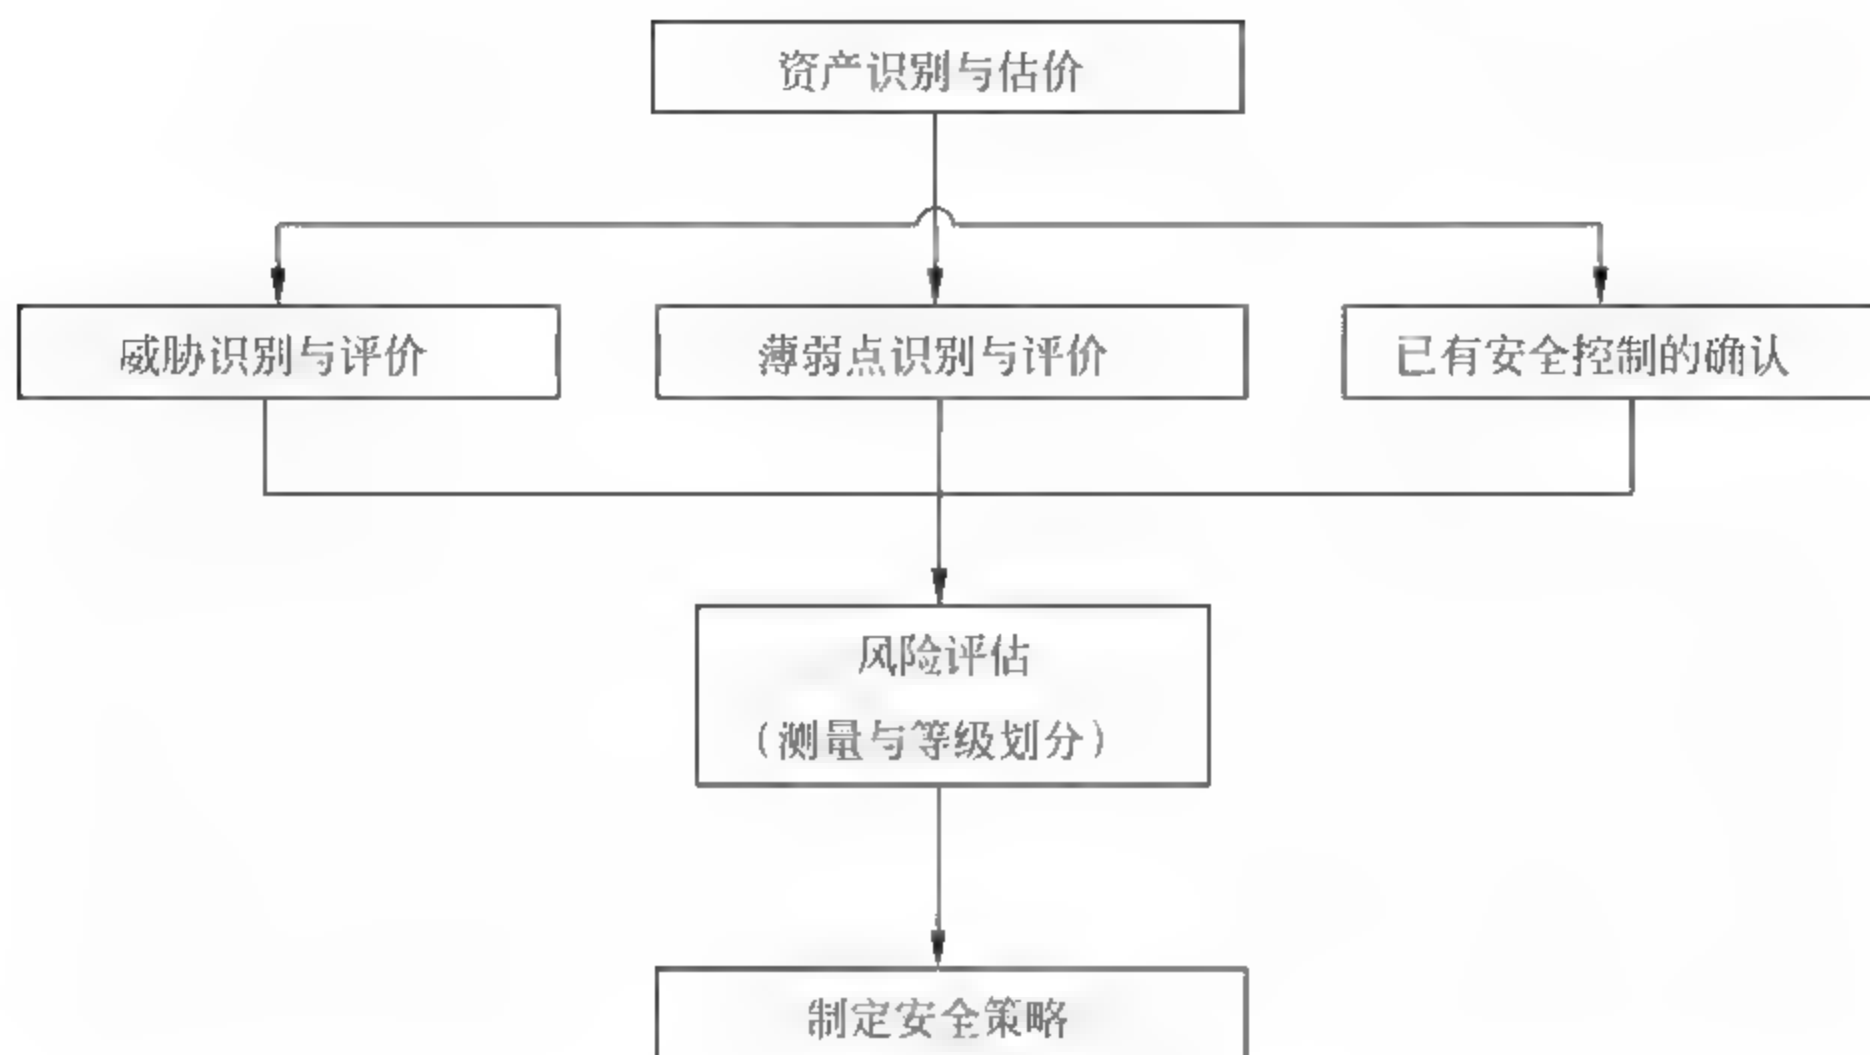 资产识别与估价
威胁识别与评价
薄弱点识别与评价
已有安全控制的确认
风险评估
（测量与等级划分）
制定安全策略